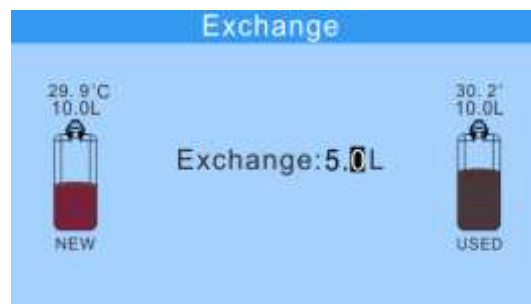 Exchange
29.9°C
10.0L
30.2°
10.0L
Exchange:5.0L
NEW
USED